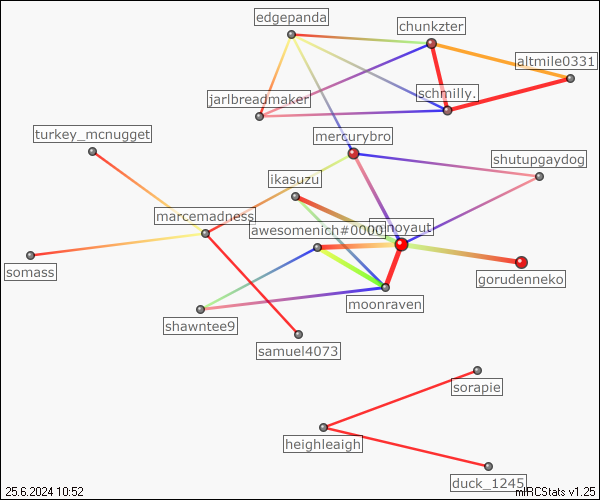 edgepanda
chunkzter
altmile0331
schmilly.
jarlbreadmaker
turkey_mcnugget
mercurybro
shutupgaydog
ikasuzu
marcemadness
awesomenich#0000
somass
gorudenneko
moonraven
shawntee9
samuel4073
sorapie
heighleaigh
duck_1245
25.6.2024 10:52
mIRCStats v1.25